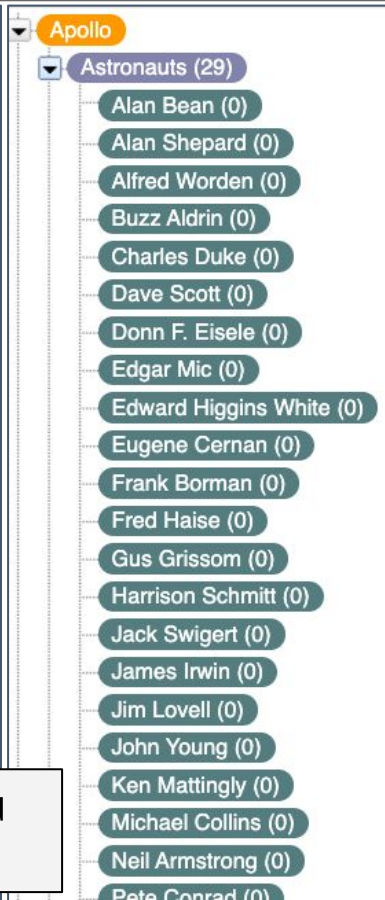 Apollo
Astronauts (29)
Alan Bean (0)
Alan Shepard (0)
Alfred Worden (0)
Buzz Aldrin (0)
Charles Duke (0)
Dave Scott (0)
Donn F. Eisele (0)
Edgar Mic (0)
Edward Higgins White (0)
Eugene Cernan (0)
Frank Borman (0)
Fred Haise (0)
Gus Grissom (0)
Harrison Schmitt (0)
Jack Swigert (0)
James Irwin (0)
Jim Lovell (0)
John Young (0)
Ken Mattingly (0)
Michael Collins (0)
Neil Armstrong (0)
Pete Conrad (0)